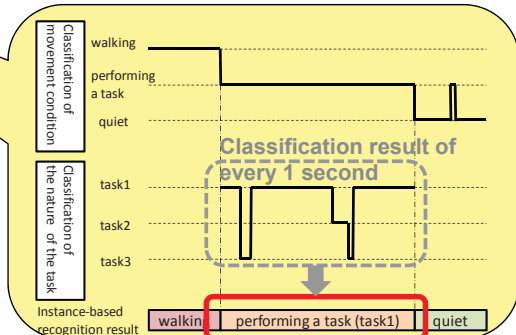 Classification of
movement condition
walking
performing
a task
quiet
Classification result of
every 1 second
Classification of
the nature of the task
task1
task2
task3
Instance-based
recognition result
walking
performing a task (task1)
quiet